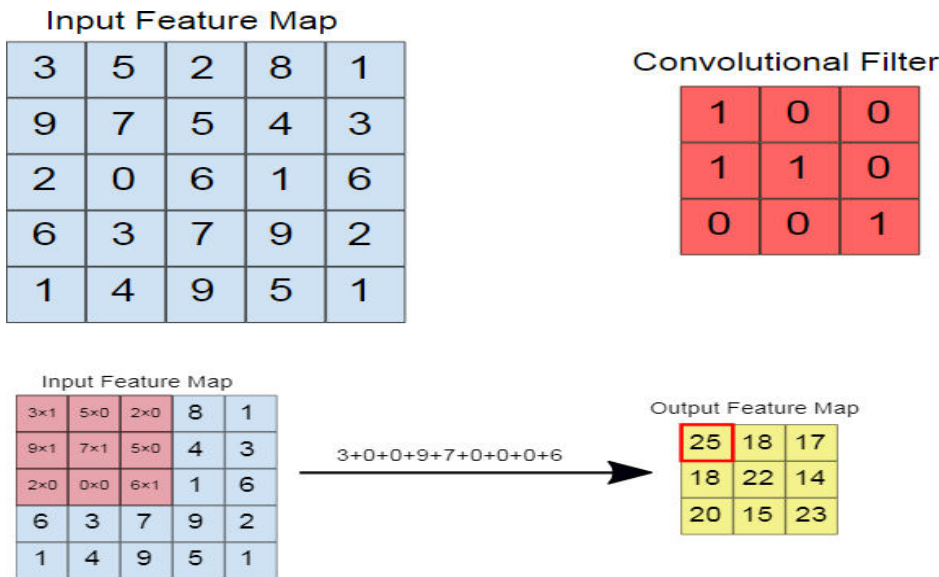 Input Feature Map
3 5 2 8 1
9 7 5 4 3
2 0 6 1 6
6 3 7 9 2
1 4 9 5 1
Convolutional Filter
1 0 0
1 1 0
0 0 1
Input Feature Map
3×1 5×0 2×0 8 1
9×1 7×1 5×0 4 3
2×0 0×0 6×1 1 6
6 3 7 9 2
1 4 9 5 1
3+0+0+9+7+0+0+0+6
Output Feature Map
25 18 17
18 22 14
20 15 23